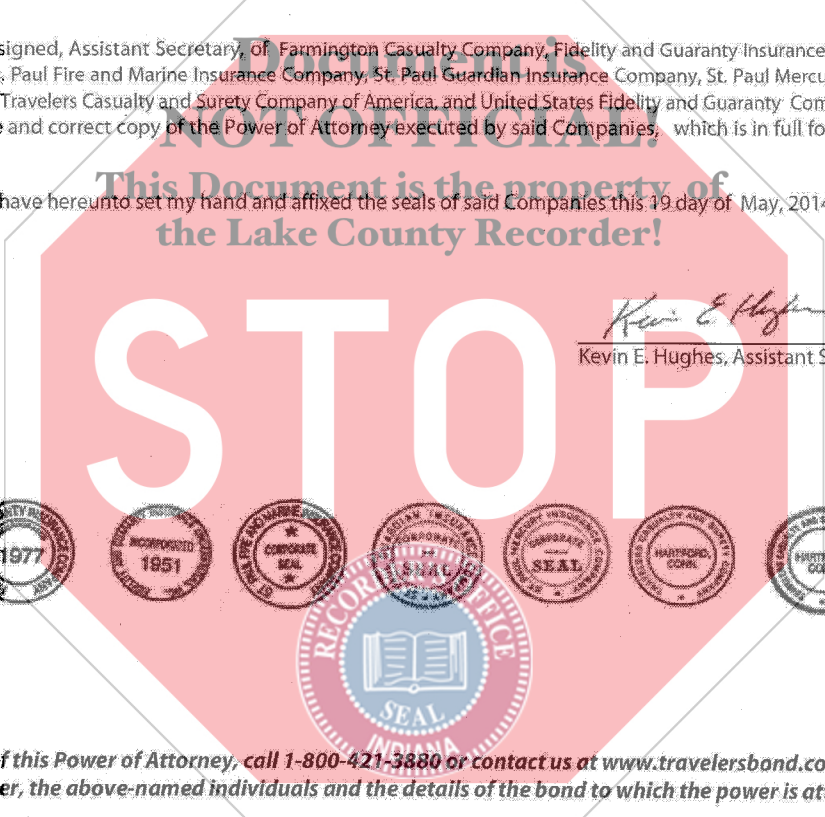 signed, Assistant Secretary, of Farmington Casualty Company, Fidelity and Guaranty Insurance
Document is
. Paul Fire and Marine Insurance Company, St. Paul Guardian Insurance Company, St. Paul Mercu
Travelers Casualty and Surety Company of America, and United States Fidelity and Guaranty Com
NOT OFFICIAL!
e and correct copy of the Power of Attorney executed by said Companies, which is in full fo
This Document is the property of
have hereunto set my hand and affixed the seals of said Companies this 19 day of May, 2014
the Lake County Recorder!
STOP
Kevin E Hughes
Kevin E. Hughes, Assistant S
1977
INCORPORATED 1951
CORPORATE SEAL
CORPORATE SEAL
CORPORATE SEAL
HARTFORD, CONN.
RECORDER'S OFFICE
SEAL
INDIANA
f this Power of Attorney, call 1-800-421-3880 or contact us at www.travelersbond.co
er, the above-named individuals and the details of the bond to which the power is at